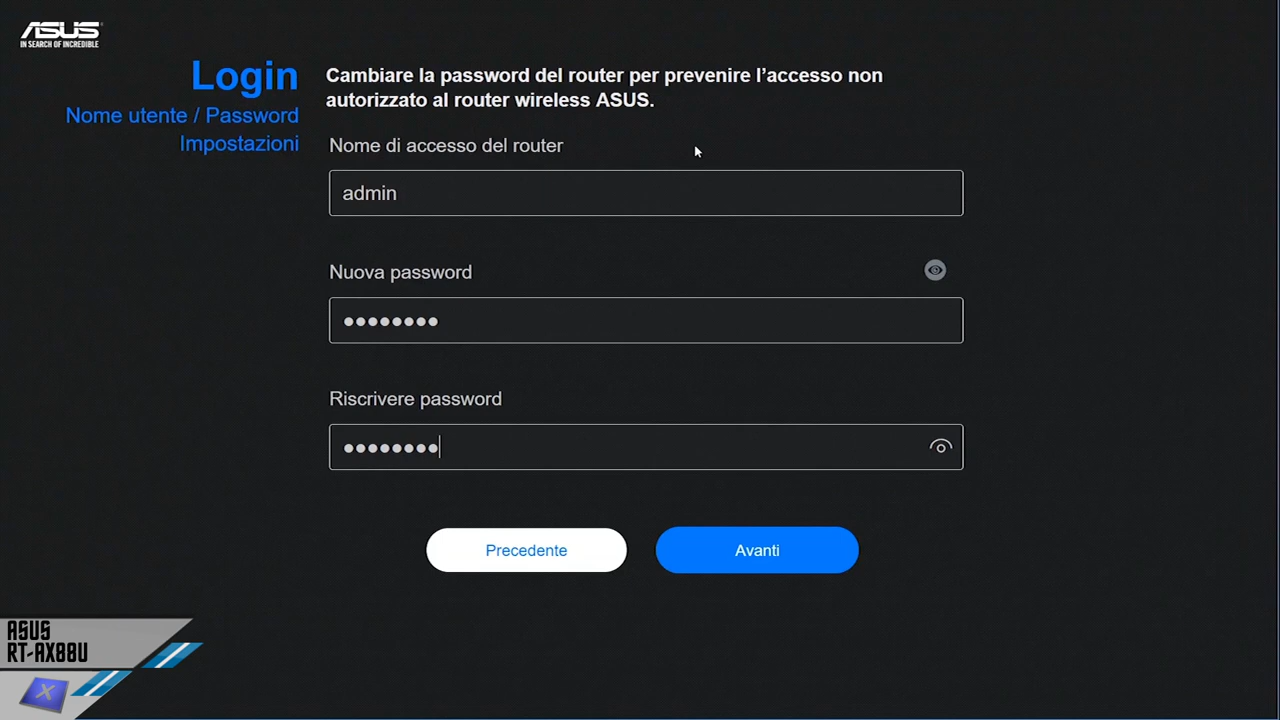 ASUS
IN SEARCH OF INCREDIBLE
Login
Nome utente / Password
Impostazioni
Cambiare la password del router per prevenire l’accesso non
autorizzato al router wireless ASUS.
Nome di accesso del router
admin
Nuova password
●●●●●●●●
Riscrivere password
●●●●●●●●
Precedente
Avanti
ASUS
RT-AX88U
X